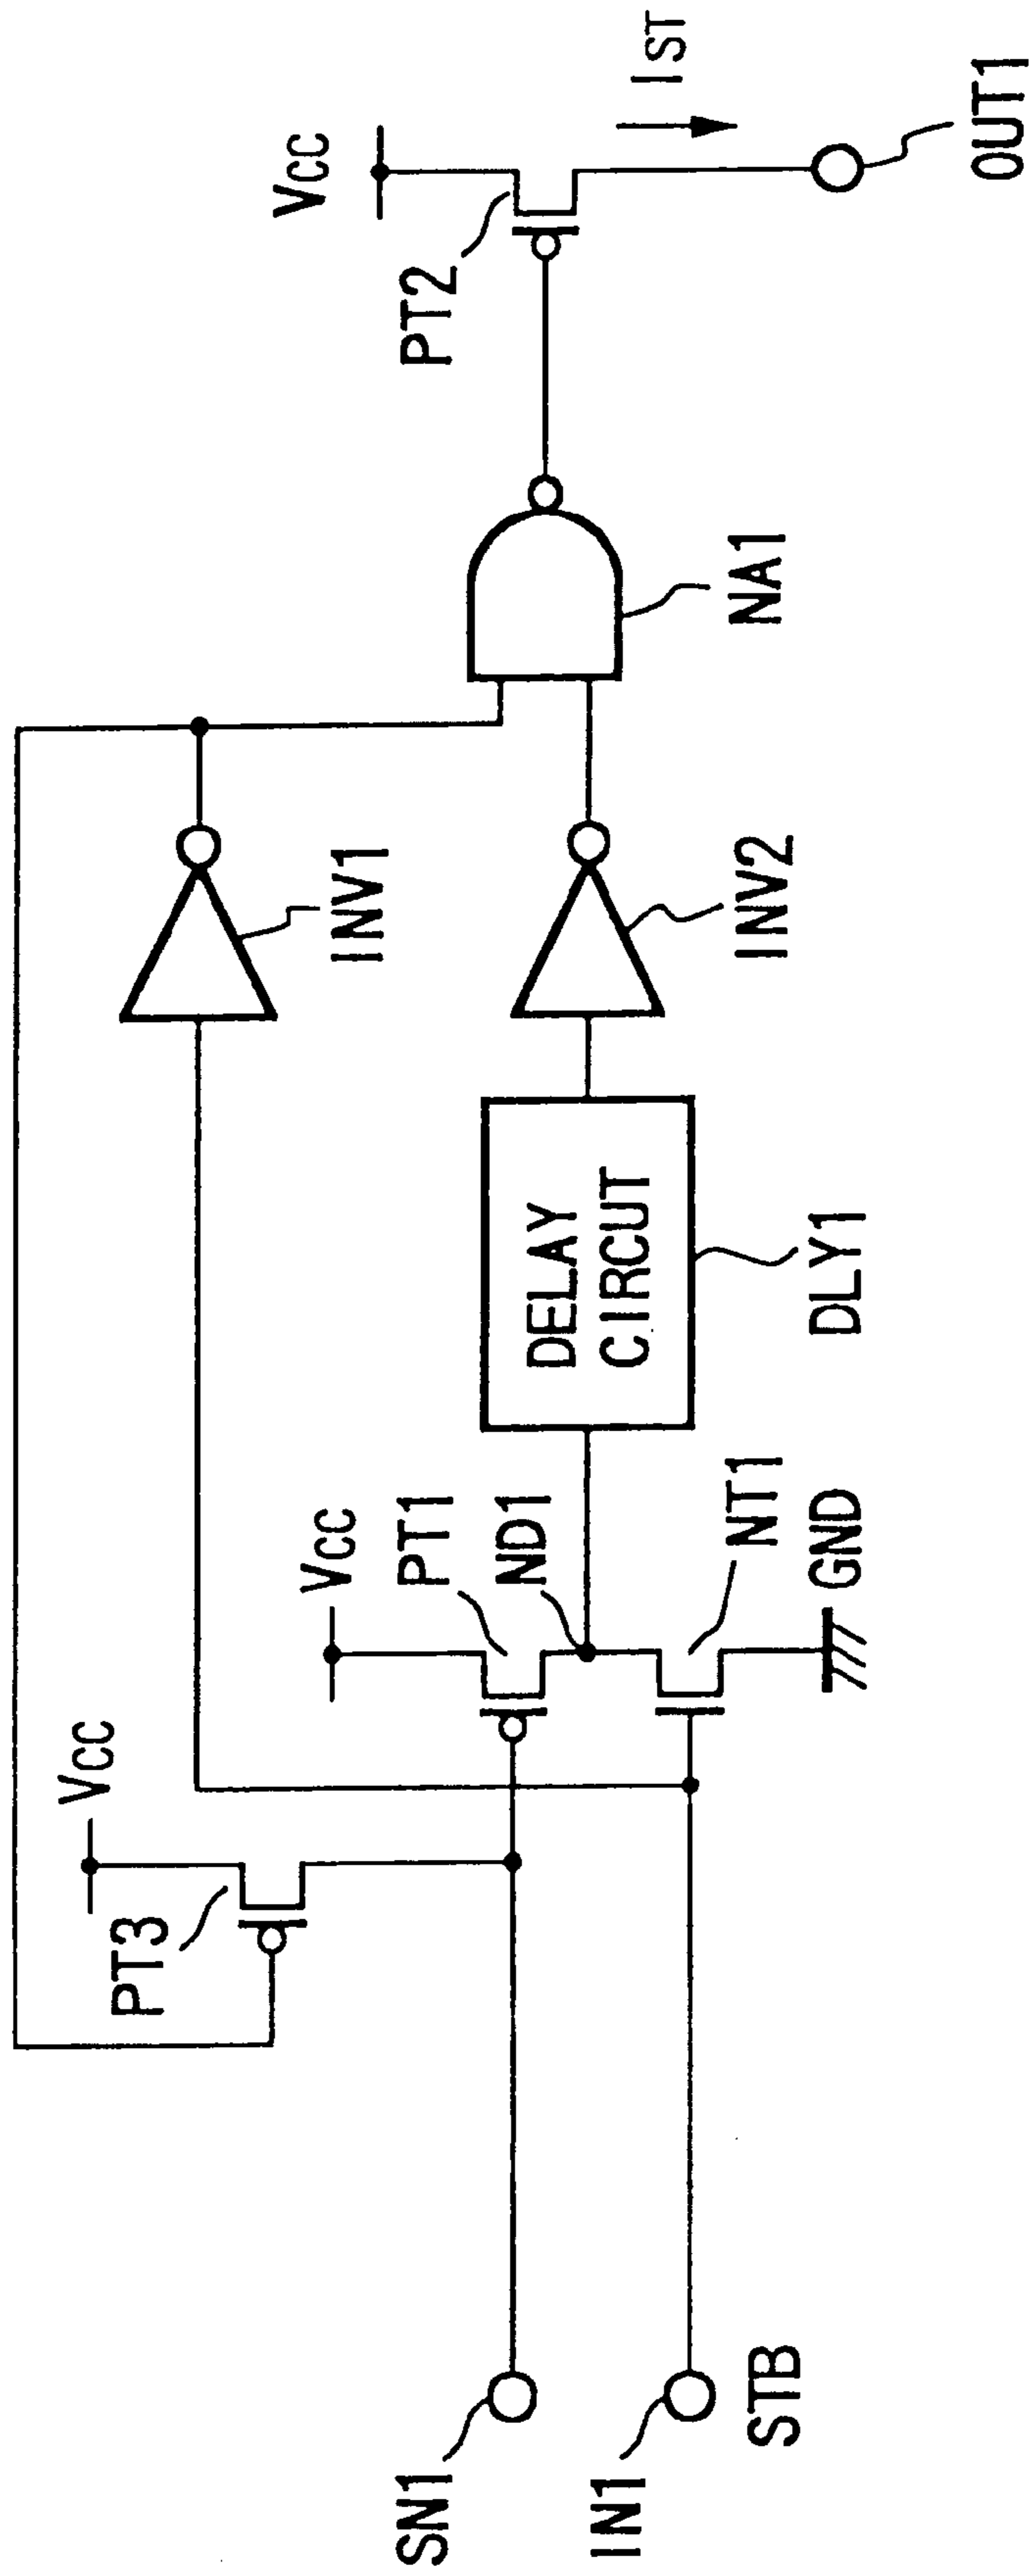 VCC
PT3
VCC
PT1
ND1
NT1
GND
SN1
IN1
STB
DELAY
CIRCUT
DLY1
INV1
INV2
NA1
VCC
PT2
IST
OUT1